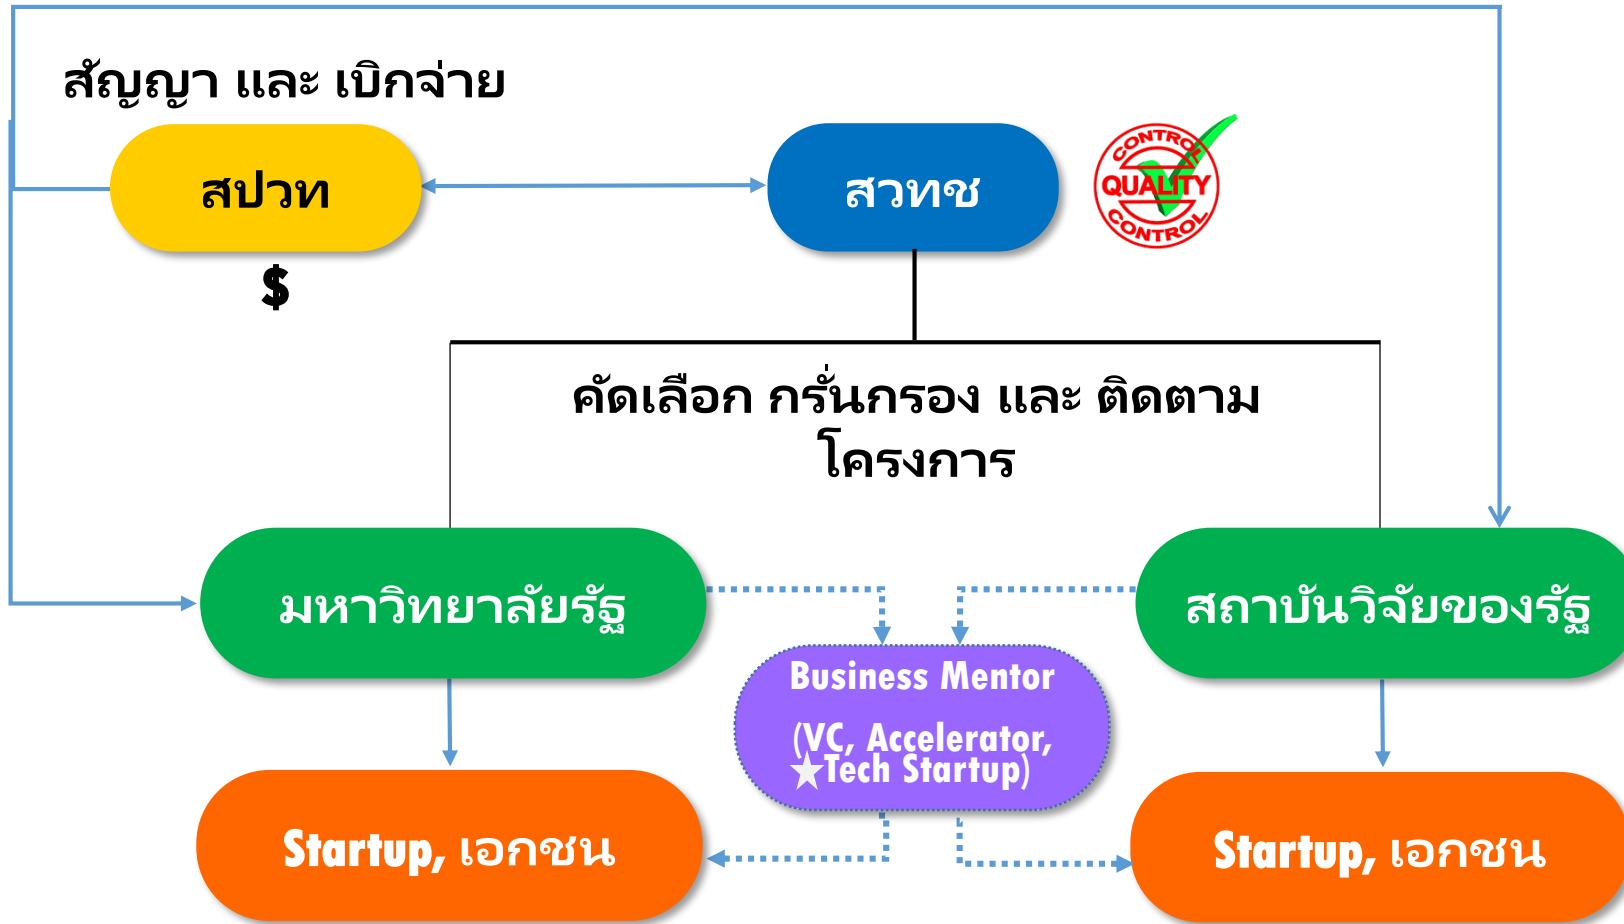 สัญญา และ เบิกจ่าย
สปวท
สวทช
CONTROL
QUALITY
CONTROL
$
คัดเลือก กรั่นกรอง และ ติดตาม
โครงการ
มหาวิทยาลัยรัฐ
สถาบันวิจัยของรัฐ
Business Mentor
(VC, Accelerator,
★Tech Startup)
Startup, เอกชน
Startup, เอกชน